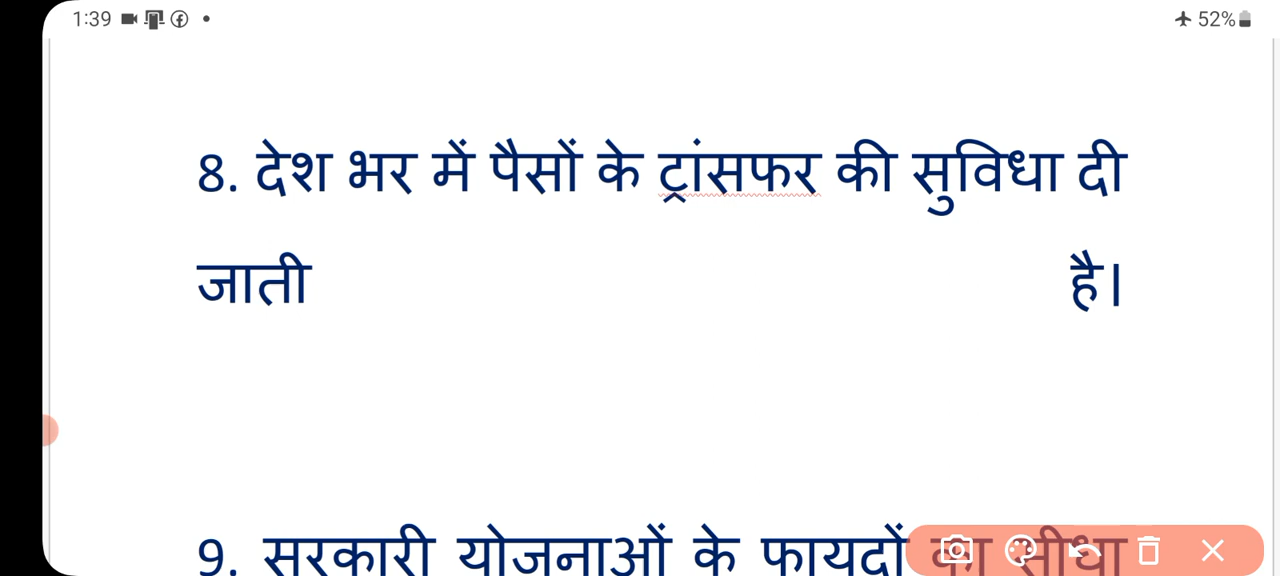 1:39
52%
8. देश भर में पैसों के ट्रांसफर की सुविधा दी
जाती है।
9. सरकारी योजनाओं के फायदों का सीधा